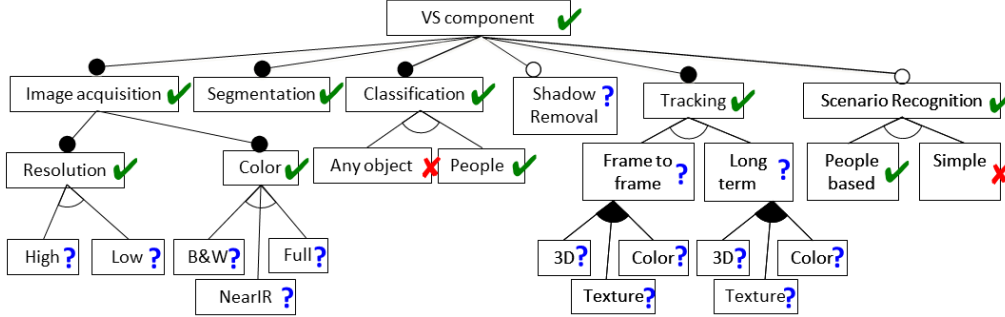 VS component
Image acquisition
Segmentation
Classification
Shadow
Removal
?
Tracking
Scenario Recognition
Resolution
Color
Any object
People
Frame to
frame
?
Long
term
?
People
based
Simple
High?
Low ?
B&W?
Full ?
NearIR ?
3D?
Color?
Texture?
3D?
Color?
Texture?